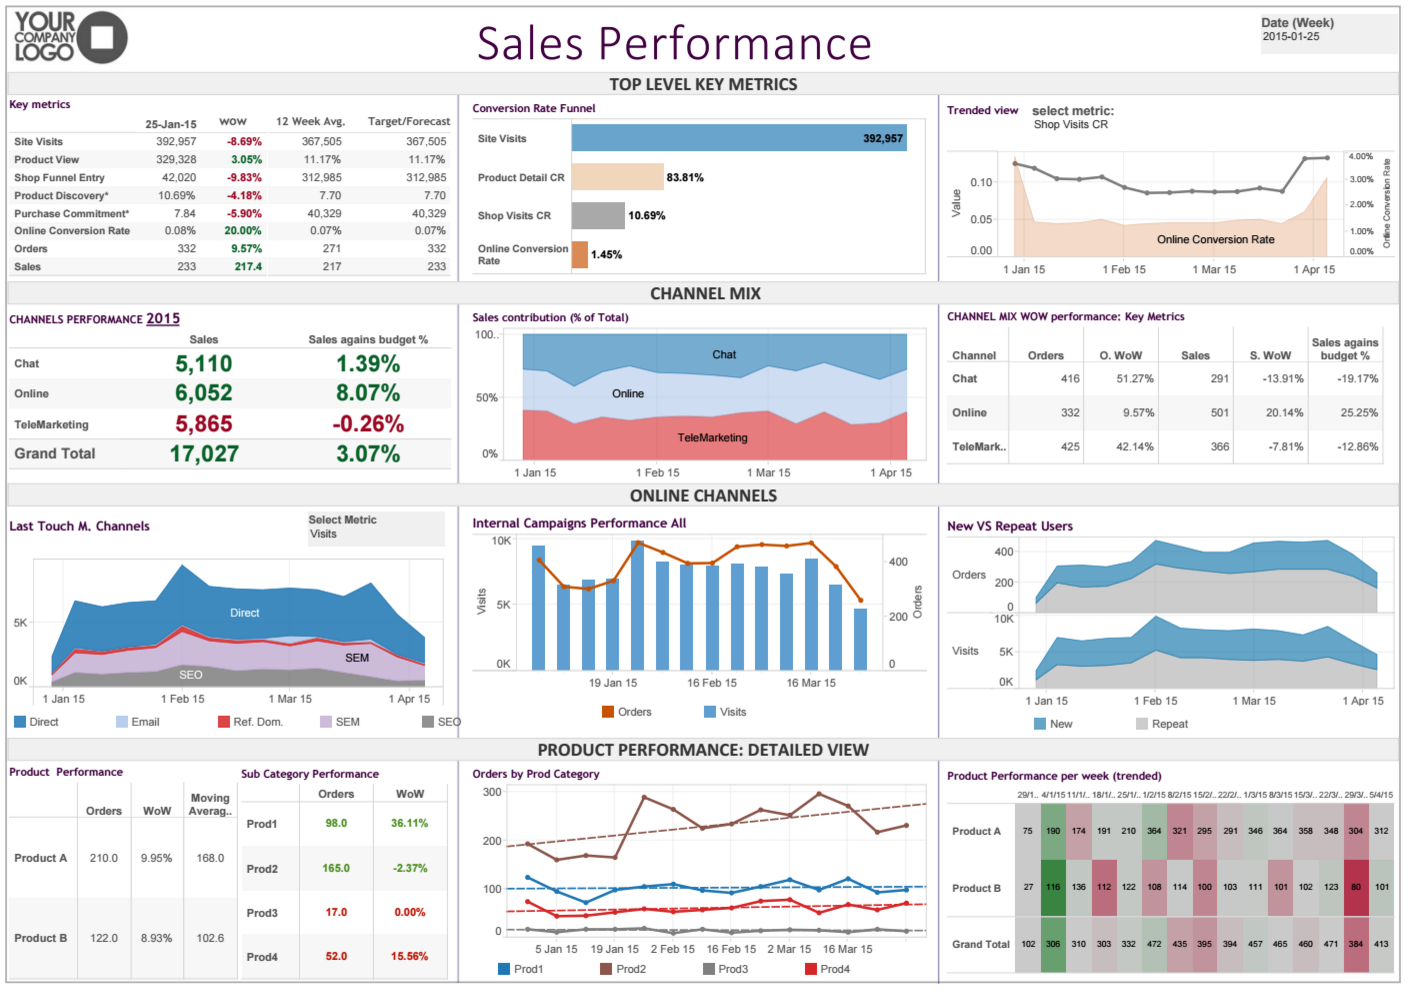 YOUR
COMPANY
LOGO
Sales Performance
Date (Week)
2015-01-25
TOP LEVEL KEY METRICS
Key metrics
25-Jan-15 WOW 12 Week Avg. Target/Forecast
Site Visits 392,957 -8.69% 367,505 367,505
Product View 329,328 3.05% 11.17% 11.17%
Shop Funnel Entry 42,020 -9.83% 312,985 312,985
Product Discovery* 10.69% -4.18% 7.70 7.70
Purchase Commitment* 7.84 -5.90% 40,329 40,329
Online Conversion Rate 0.08% 20.00% 0.07% 0.07%
Orders 332 9.57% 271 332
Sales 233 217.4 217 233
Conversion Rate Funnel
Site Visits 392,957
Product Detail CR 83.81%
Shop Visits CR 10.69%
Online Conversion
Rate 1.45%
Trended view select metric:
Shop Visits CR
Value
0.10
0.05
0.00
4.00%
3.00%
2.00%
1.00%
0.00%
Online Conversion Rate
Online Conversion Rate
1 Jan 15 1 Feb 15 1 Mar 15 1 Apr 15
CHANNEL MIX
CHANNELS PERFORMANCE 2015
Sales Sales agains budget %
Chat 5,110 1.39%
Online 6,052 8.07%
TeleMarketing 5,865 -0.26%
Grand Total 17,027 3.07%
Sales contribution (% of Total)
100..
50%
0%
Chat
Online
TeleMarketing
1 Jan 15 1 Feb 15 1 Mar 15 1 Apr 15
CHANNEL MIX WOW performance: Key Metrics
Channel Orders O. WoW Sales S. WoW Sales agains
budget %
Chat 416 51.27% 291 -13.91% -19.17%
Online 332 9.57% 501 20.14% 25.25%
TeleMark.. 425 42.14% 366 -7.81% -12.86%
ONLINE CHANNELS
Last Touch M. Channels
Select Metric
Visits
5K
0K
Direct
SEM
SEO
1 Jan 15 1 Feb 15 1 Mar 15 1 Apr 15
Direct Email Ref. Dom. SEM SEO
Internal Campaigns Performance All
Visits
10K
5K
0K
400
200
0
Orders
19 Jan 15 16 Feb 15 16 Mar 15
Orders Visits
New VS Repeat Users
Orders
400
200
0
Visits
10K
5K
0K
1 Jan 15 1 Feb 15 1 Mar 15 1 Apr 15
New Repeat
PRODUCT PERFORMANCE: DETAILED VIEW
Product Performance
Orders WoW Moving
Averag..
Product A 210.0 9.95% 168.0
Product B 122.0 8.93% 102.6
Sub Category Performance
Orders WoW
Prod1 98.0 36.11%
Prod2 165.0 -2.37%
Prod3 17.0 0.00%
Prod4 52.0 15.56%
Orders by Prod Category
300
200
100
0
5 Jan 15 19 Jan 15 2 Feb 15 16 Feb 15 2 Mar 15 16 Mar 15
Prod1 Prod2 Prod3 Prod4
Product Performance per week (trended)
29/1.. 4/1/15 11/1/.. 18/1/.. 25/1/.. 1/2/15 8/2/15 15/2/.. 22/2/.. 1/3/15 8/3/15 15/3/.. 22/3/.. 29/3/.. 5/4/15
Product A 75 190 174 191 210 364 321 295 291 346 364 358 348 304 312
Product B 27 116 136 112 122 108 114 100 103 111 101 102 123 80 101
Grand Total 102 306 310 303 332 472 435 395 394 457 465 460 471 384 413